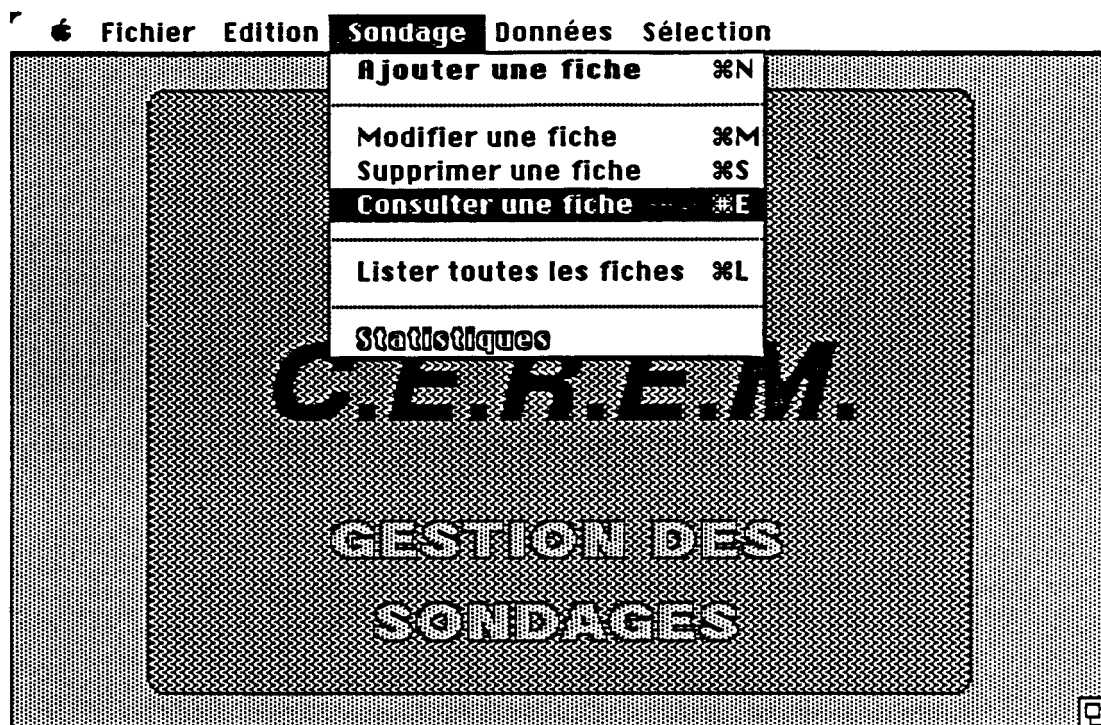 Fichier Edition Sondage Données Sélection
Ajouter une fiche ⌘N
Modifier une fiche ⌘M
Supprimer une fiche ⌘S
Consulter une fiche ⌘E
Lister toutes les fiches ⌘L
Statistiques
C.E.R.E.M.
GESTION DES
SONDAGES